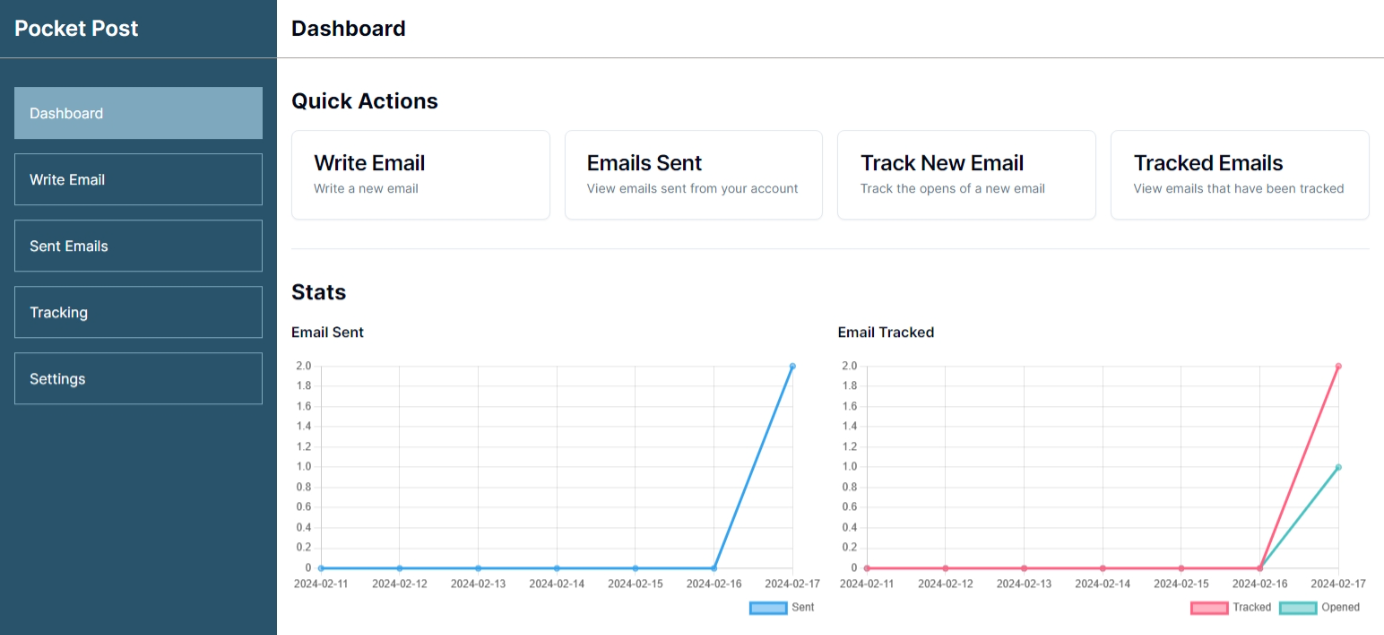 Pocket Post
Dashboard
Write Email
Sent Emails
Tracking
Settings
Dashboard
Quick Actions
Write Email
Write a new email
Emails Sent
View emails sent from your account
Track New Email
Track the opens of a new email
Tracked Emails
View emails that have been tracked
Stats
Email Sent
2.0
1.8
1.6
1.4
1.2
1.0
0.8
0.6
0.4
0.2
0
2024-02-11 2024-02-12 2024-02-13 2024-02-14 2024-02-15 2024-02-16 2024-02-17
Sent
Email Tracked
2.0
1.8
1.6
1.4
1.2
1.0
0.8
0.6
0.4
0.2
0
2024-02-11 2024-02-12 2024-02-13 2024-02-14 2024-02-15 2024-02-16 2024-02-17
Tracked Opened